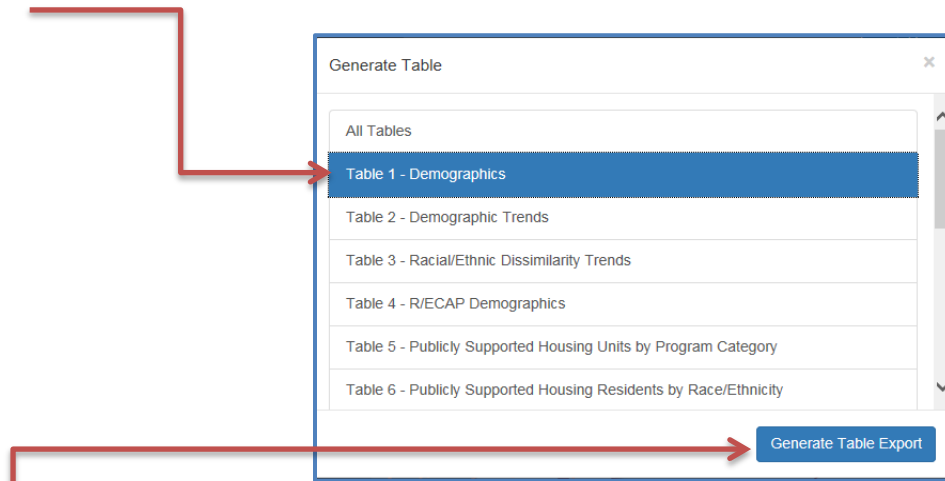 Generate Table ×
All Tables
Table 1 - Demographics
Table 2 - Demographic Trends
Table 3 - Racial/Ethnic Dissimilarity Trends
Table 4 - R/ECAP Demographics
Table 5 - Publicly Supported Housing Units by Program Category
Table 6 - Publicly Supported Housing Residents by Race/Ethnicity
Generate Table Export